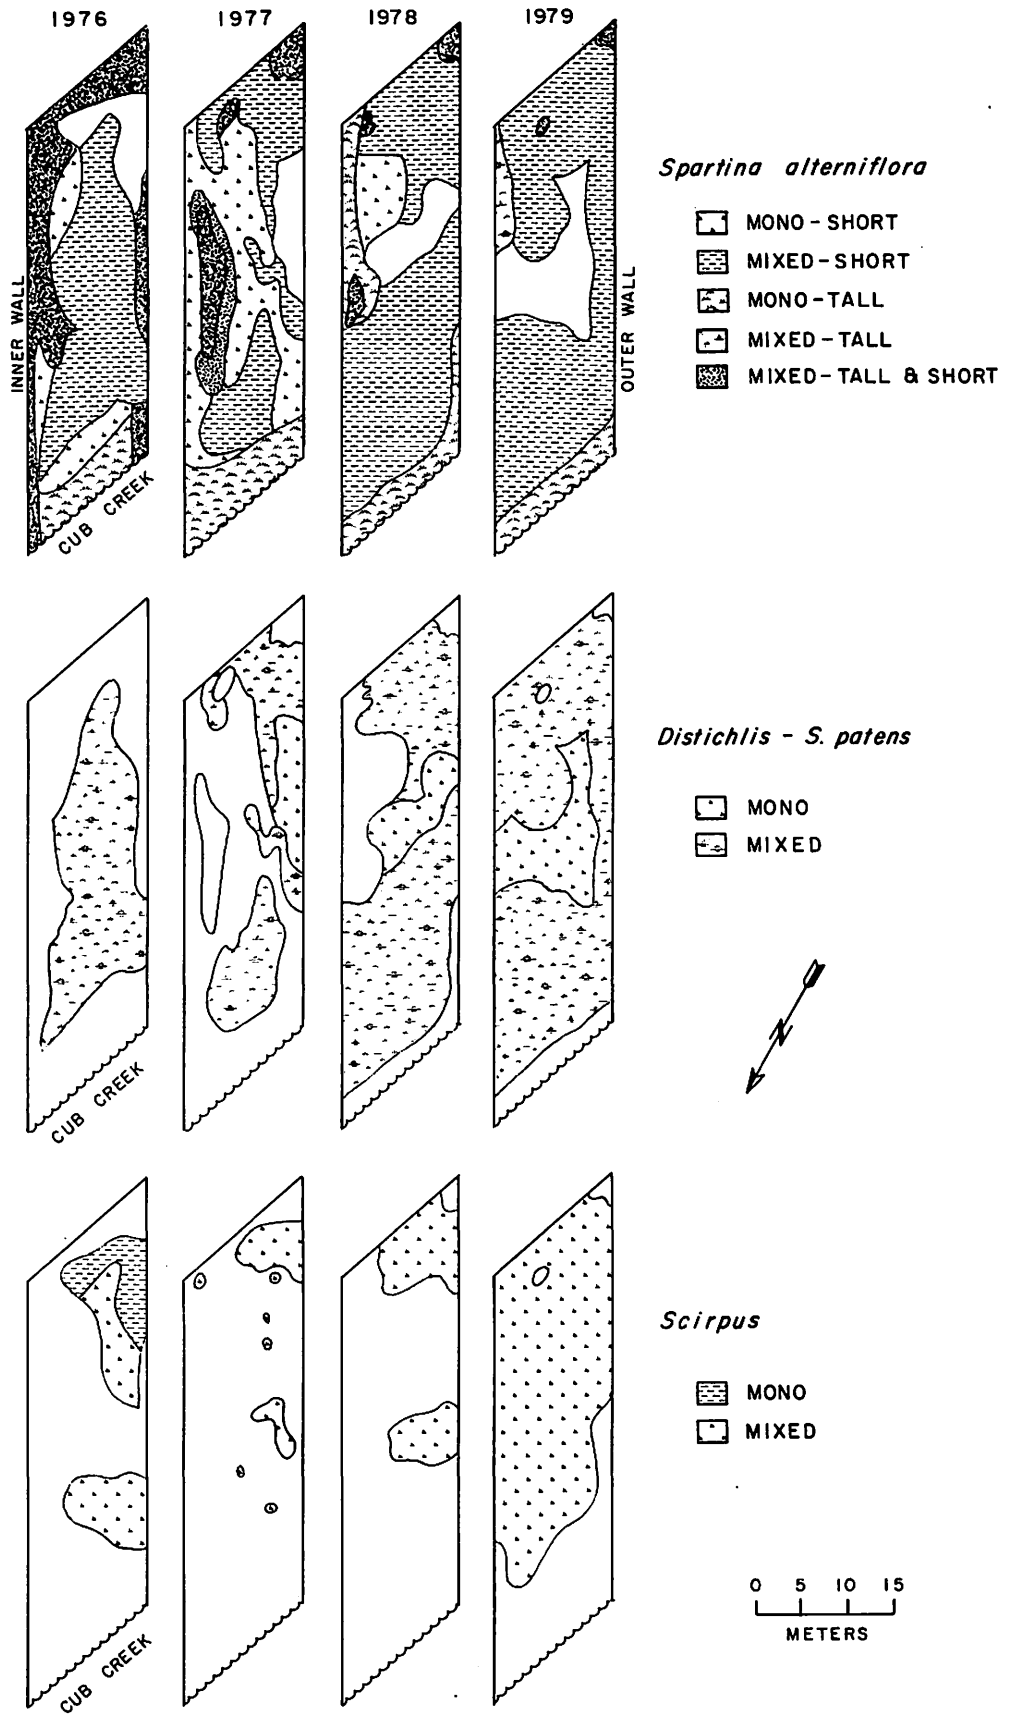 1976 1977 1978 1979
Spartina alterniflora
MONO-SHORT
MIXED-SHORT
MONO-TALL
MIXED-TALL
MIXED-TALL & SHORT
INNER WALL
OUTER WALL
CUB CREEK
Distichlis - S. patens
MONO
MIXED
N
CUB CREEK
Scirpus
MONO
MIXED
0 5 10 15
METERS
CUB CREEK